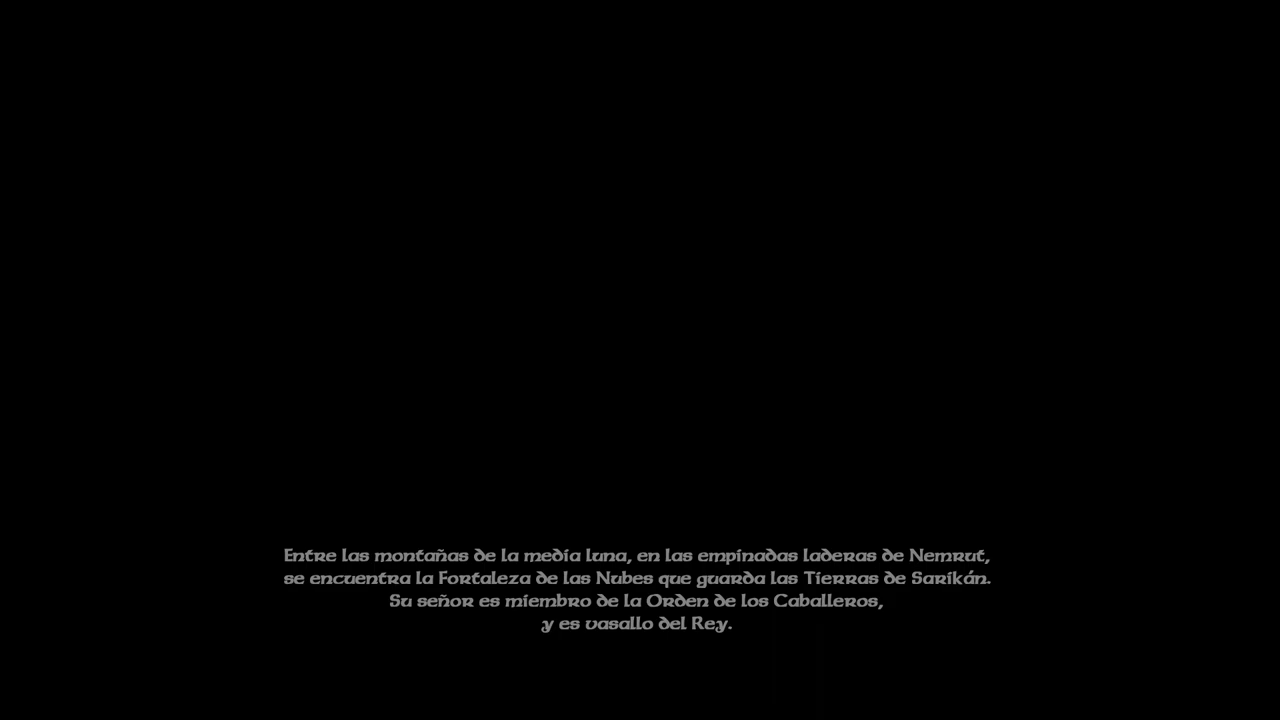 Entre las montañas de la media luna, en las empinadas laderas de Nemrut,
se encuentra la Fortaleza de las Nubes que guarda las Tierras de Sarikán.
Su señor es miembro de la Orden de los Caballeros,
y es vasallo del Rey.